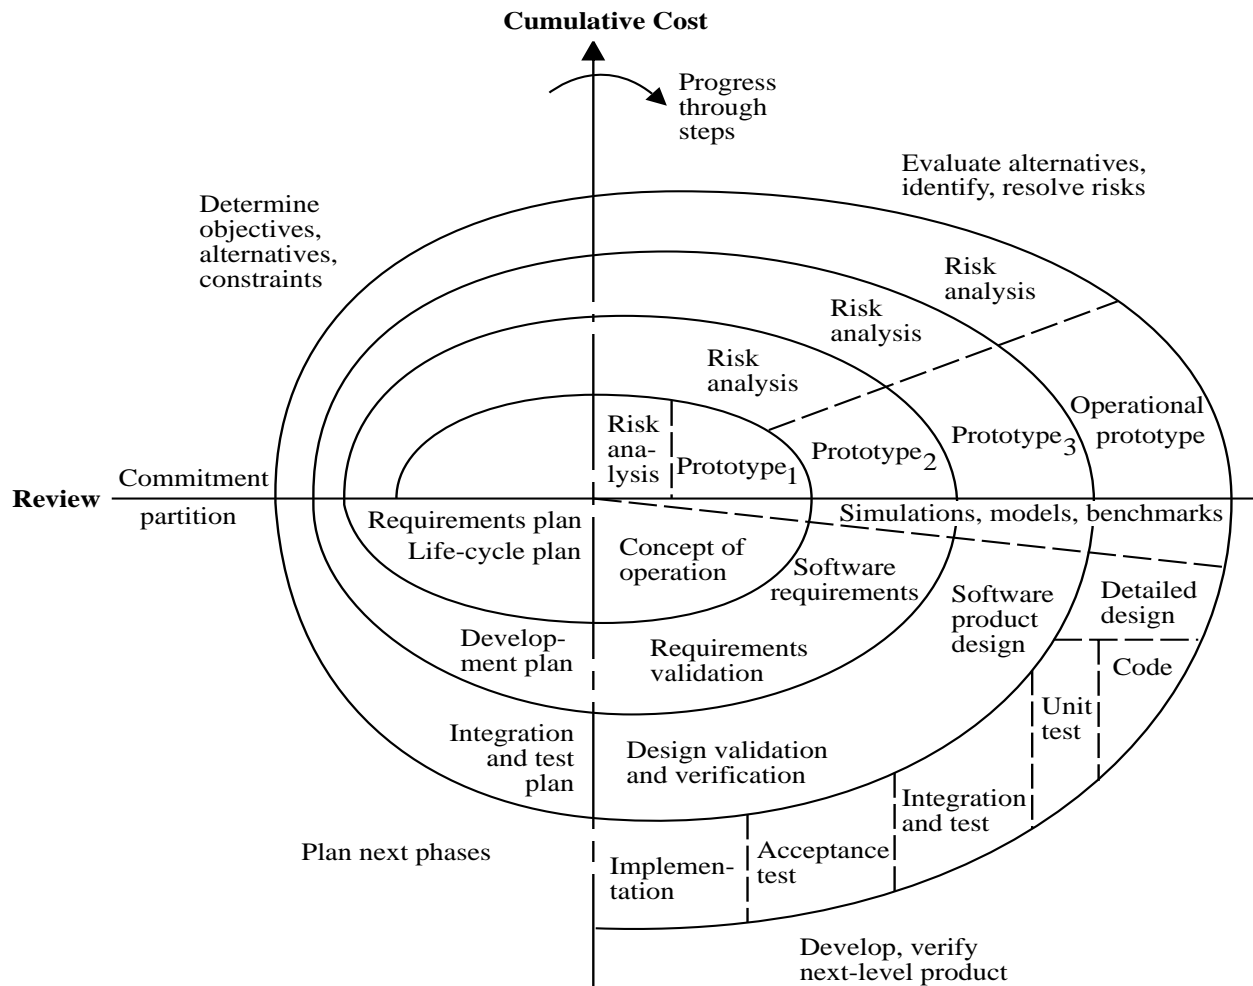 Cumulative Cost
Progress
through
steps
Evaluate alternatives,
identify, resolve risks
Determine
objectives,
alternatives,
constraints
Risk
analysis
Risk
analysis
Risk
analysis
Risk
ana-
lysis
Prototype1
Prototype2
Prototype3
Operational
prototype
Review
Commitment
partition
Requirements plan
Life-cycle plan
Concept of
operation
Simulations, models, benchmarks
Software
requirements
Software
product
design
Detailed
design
Develop-
ment plan
Requirements
validation
Code
Unit
test
Integration
and test
plan
Design validation
and verification
Integration
and test
Acceptance
test
Implemen-
tation
Plan next phases
Develop, verify
next-level product